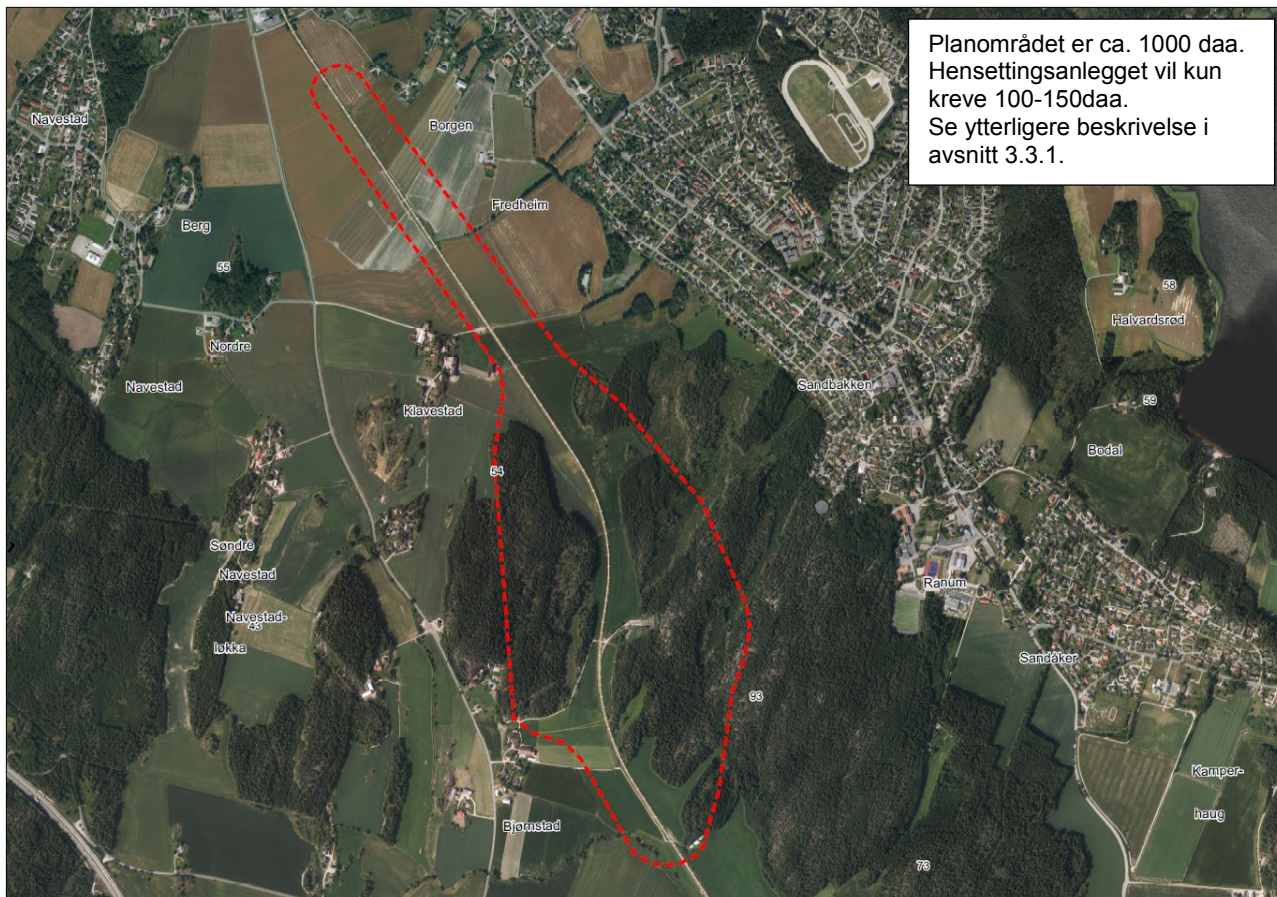 Planområdet er ca. 1000 daa.
Hensettingsanlegget vil kun
kreve 100-150daa.
Se ytterligere beskrivelse i
avsnitt 3.3.1.
Navestad
Borgen
Fredheim
Berg
55
58
Halvardsrød
Nordre
Navestad
Sandbakken
59
Klavestad
Bodal
54
Søndre
Navestad
Ranum
Navestad-
43
løkka
Sandåker
93
Kamper-
haug
Bjørnstad
73